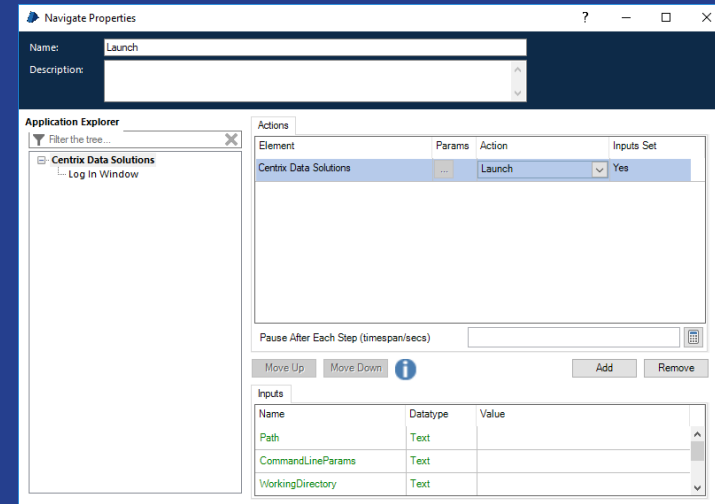 Navigate Properties
Name: Launch
Description:
Application Explorer
Filter the tree...
Centrix Data Solutions
Log In Window
Actions
Element Params Action Inputs Set
Centrix Data Solutions ... Launch Yes
Pause After Each Step (timespan/secs)
Move Up Move Down Add Remove
Inputs
Name Datatype Value
Path Text
CommandLineParams Text
WorkingDirectory Text